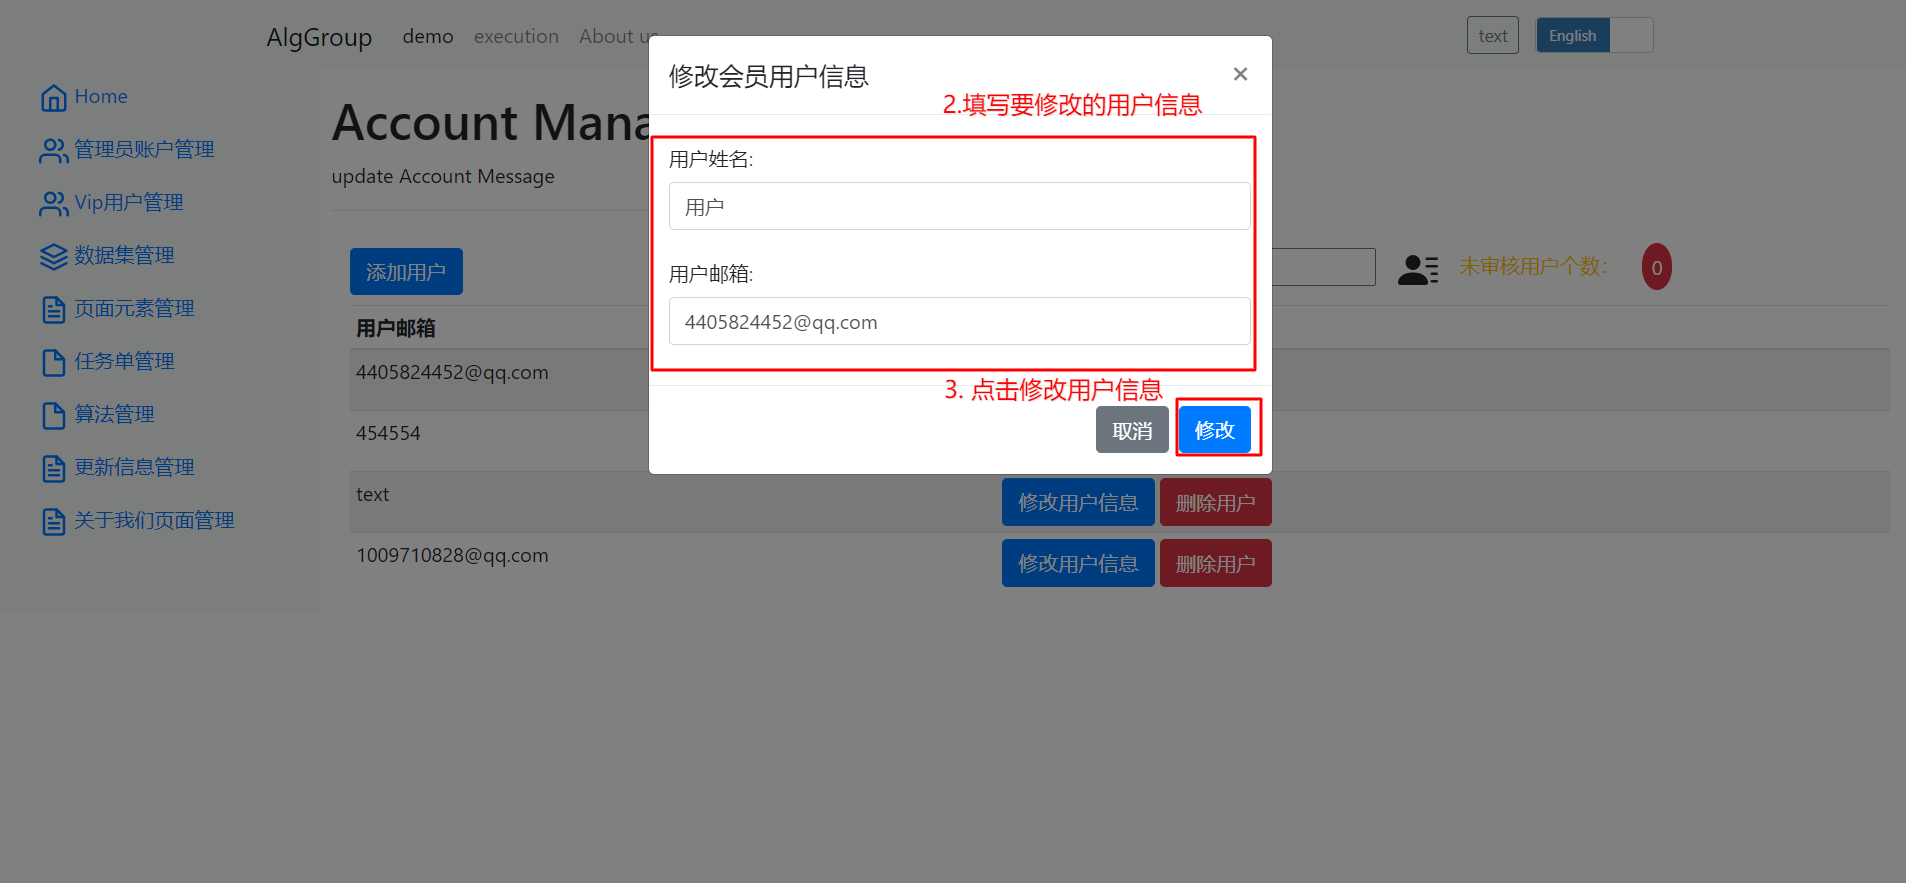 AlgGroup demo execution About us text English
Home
管理员账户管理
Vip用户管理
数据集管理
页面元素管理
任务单管理
算法管理
更新信息管理
关于我们页面管理
Account Mana
update Account Message
添加用户
未审核用户个数: 0
用户邮箱
4405824452@qq.com
454554
text 修改用户信息 删除用户
1009710828@qq.com 修改用户信息 删除用户
修改会员用户信息 ×
2.填写要修改的用户信息
用户姓名:
用户
用户邮箱:
4405824452@qq.com
3. 点击修改用户信息
取消 修改